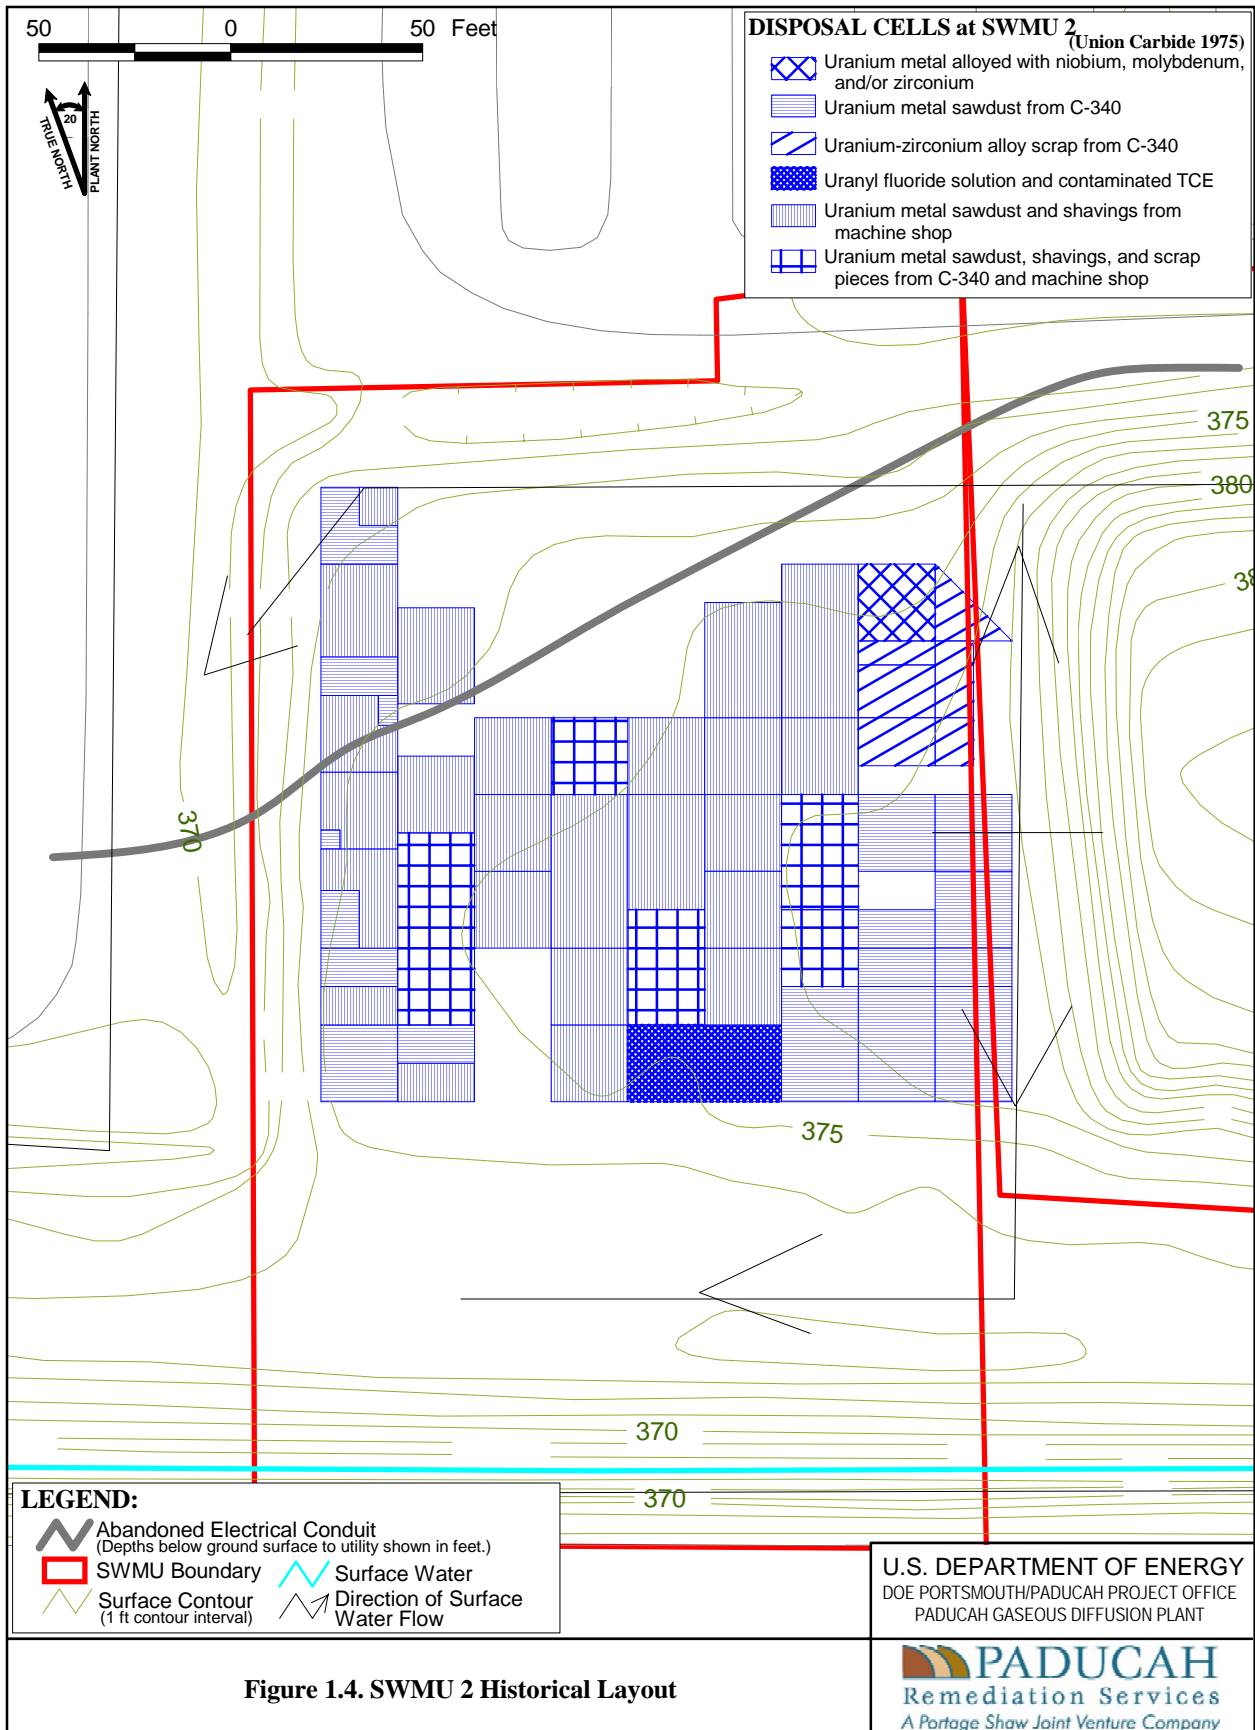 50 0 50 Feet
20
TRUE NORTH
PLANT NORTH
DISPOSAL CELLS at SWMU 2
(Union Carbide 1975)
Uranium metal alloyed with niobium, molybdenum,
and/or zirconium
Uranium metal sawdust from C-340
Uranium-zirconium alloy scrap from C-340
Uranyl fluoride solution and contaminated TCE
Uranium metal sawdust and shavings from
machine shop
Uranium metal sawdust, shavings, and scrap
pieces from C-340 and machine shop
375
380
38
370
375
370
370
LEGEND:
Abandoned Electrical Conduit
(Depths below ground surface to utility shown in feet.)
SWMU Boundary
Surface Water
Surface Contour
(1 ft contour interval)
Direction of Surface
Water Flow
U.S. DEPARTMENT OF ENERGY
DOE PORTSMOUTH/PADUCAH PROJECT OFFICE
PADUCAH GASEOUS DIFFUSION PLANT
Figure 1.4. SWMU 2 Historical Layout
PADUCAH
Remediation Services
A Portage Shaw Joint Venture Company